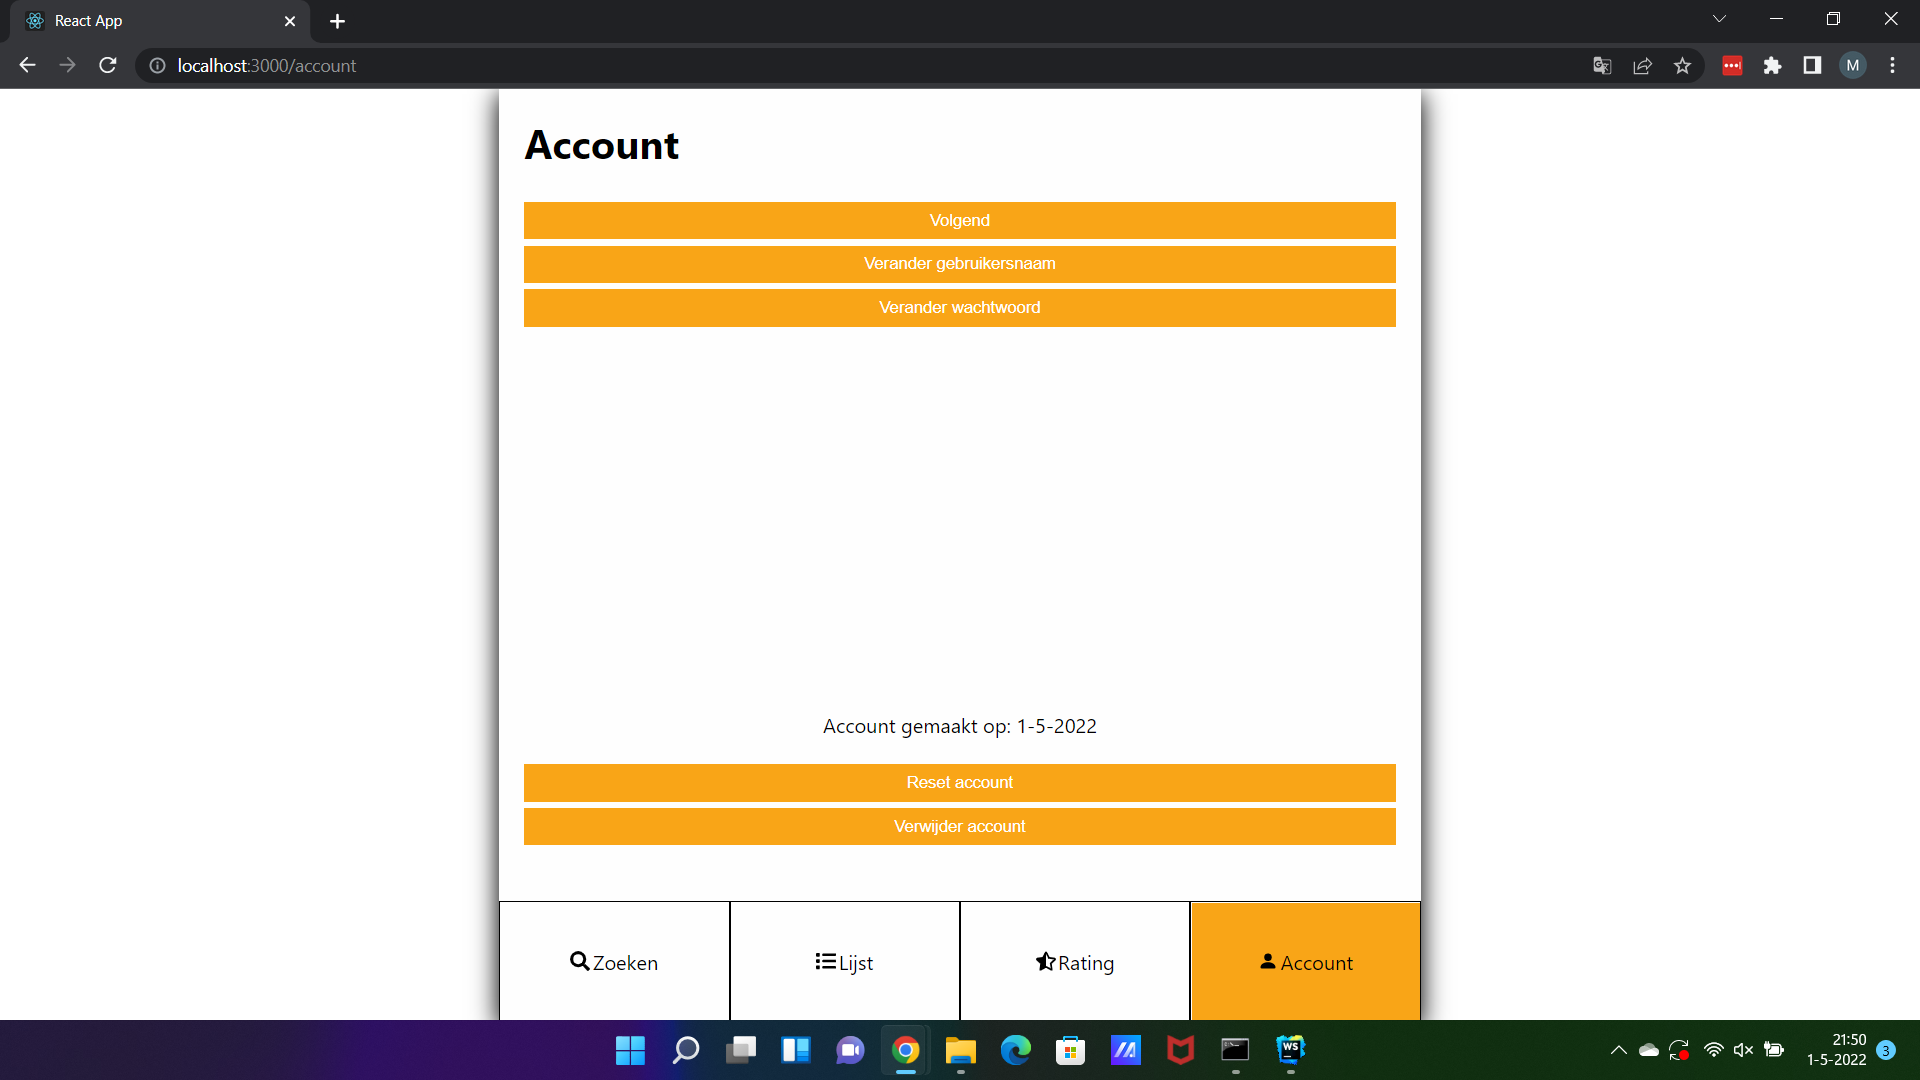 React App
localhost:3000/account
M
Account
Volgend
Verander gebruikersnaam
Verander wachtwoord
Account gemaakt op: 1-5-2022
Reset account
Verwijder account
Zoeken
Lijst
Rating
Account
WS
21:50
1-5-2022
3